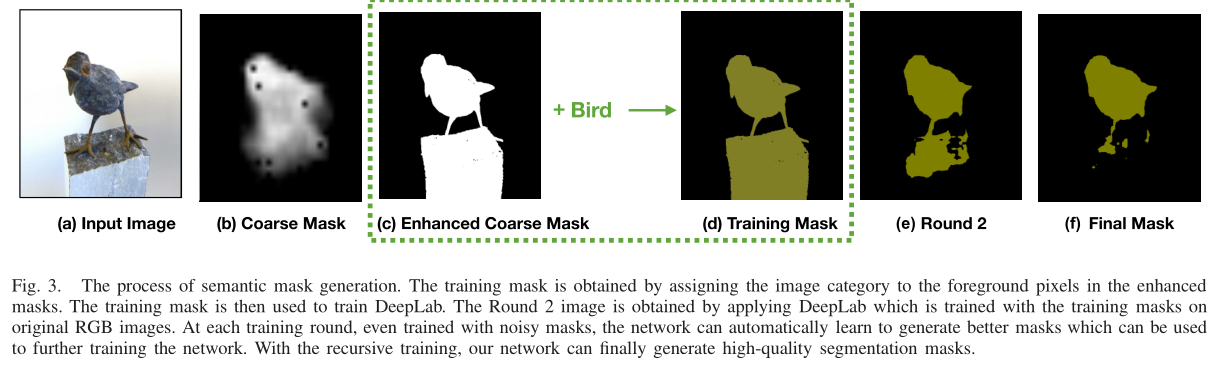 + Bird
(a) Input Image (b) Coarse Mask (c) Enhanced Coarse Mask (d) Training Mask (e) Round 2 (f) Final Mask
Fig. 3. The process of semantic mask generation. The training mask is obtained by assigning the image category to the foreground pixels in the enhanced
masks. The training mask is then used to train DeepLab. The Round 2 image is obtained by applying DeepLab which is trained with the training masks on
original RGB images. At each training round, even trained with noisy masks, the network can automatically learn to generate better masks which can be used
to further training the network. With the recursive training, our network can finally generate high-quality segmentation masks.